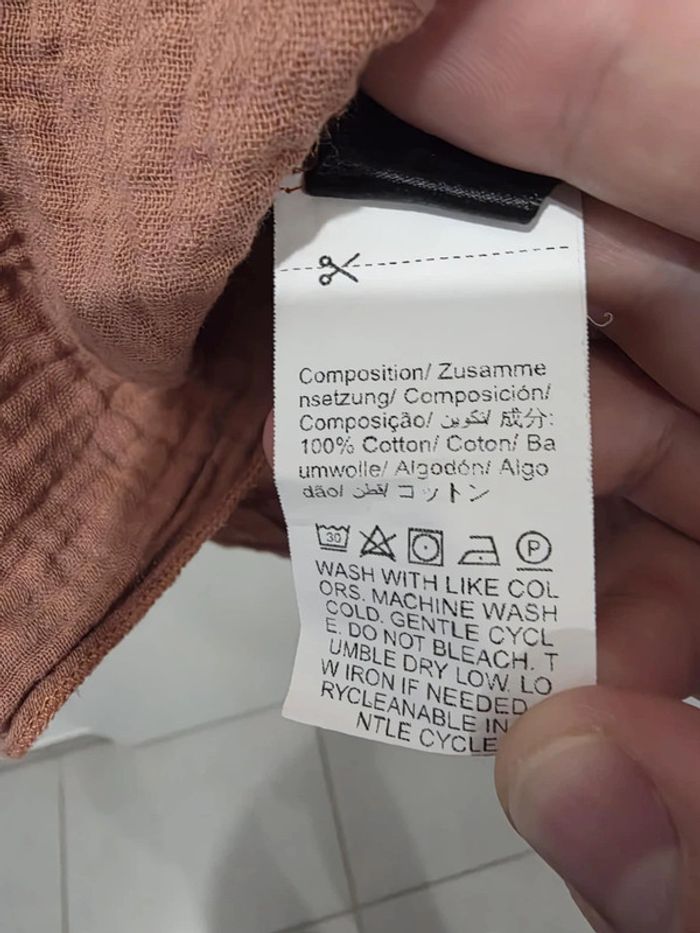 Composition/ Zusamme
nsetzung/ Composición/
Composição/ تكوين/ 成分:
100% Cotton/ Coton/ Ba
umwolle/ Algodón/ Algo
dão/ قطن/ コットン
30
P
WASH WITH LIKE COL
ORS. MACHINE WASH
COLD. GENTLE CYCL
E. DO NOT BLEACH. T
UMBLE DRY LOW. LO
W IRON IF NEEDED
RYCLEANABLE IN
NTLE CYCLE